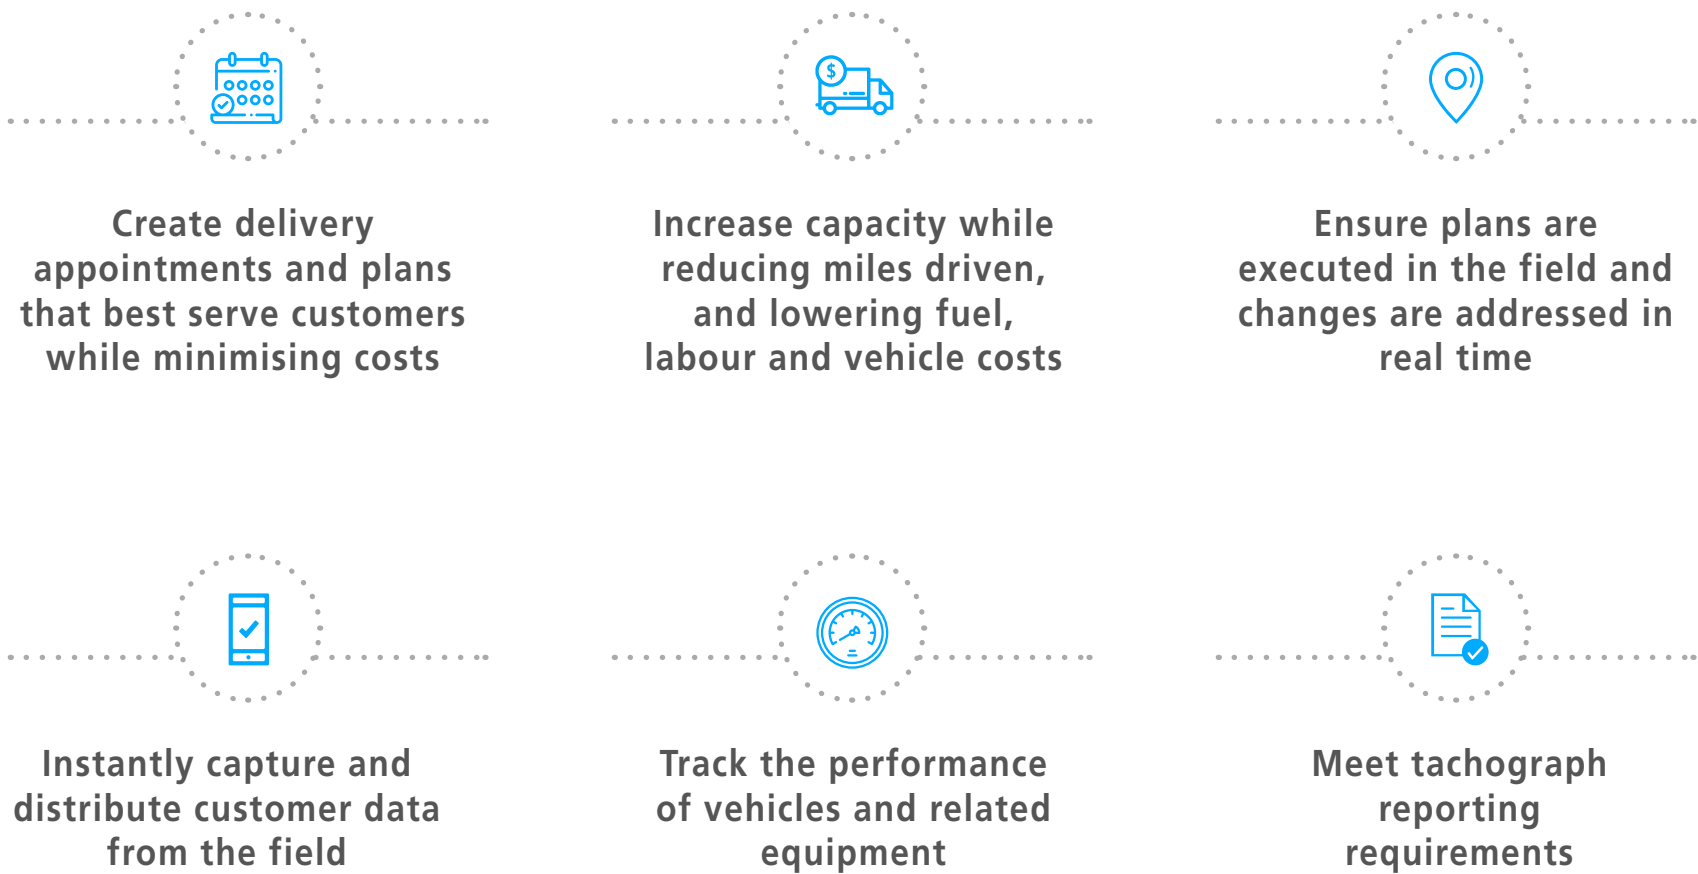 $
Create delivery
appointments and plans
that best serve customers
while minimising costs
Increase capacity while
reducing miles driven,
and lowering fuel,
labour and vehicle costs
Ensure plans are
executed in the field and
changes are addressed in
real time
Instantly capture and
distribute customer data
from the field
Track the performance
of vehicles and related
equipment
Meet tachograph
reporting
requirements